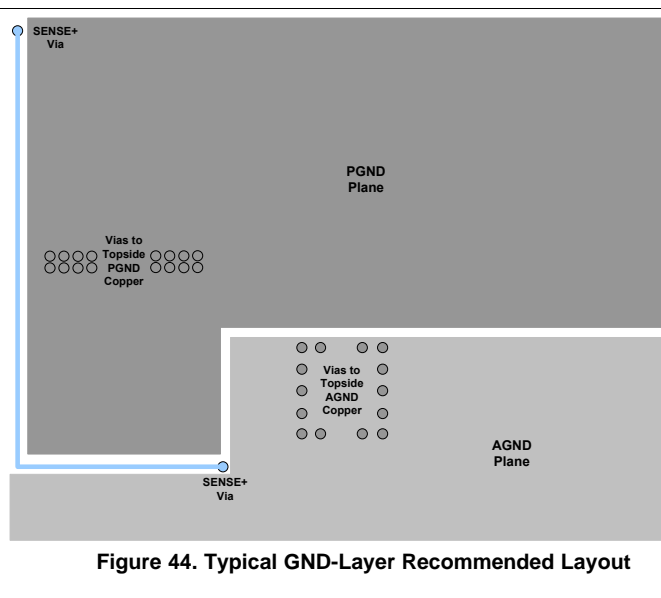 SENSE+
Via
PGND
Plane
Vias to
Topside
PGND
Copper
Vias to
Topside
AGND
Copper
AGND
Plane
SENSE+
Via
Figure 44. Typical GND-Layer Recommended Layout